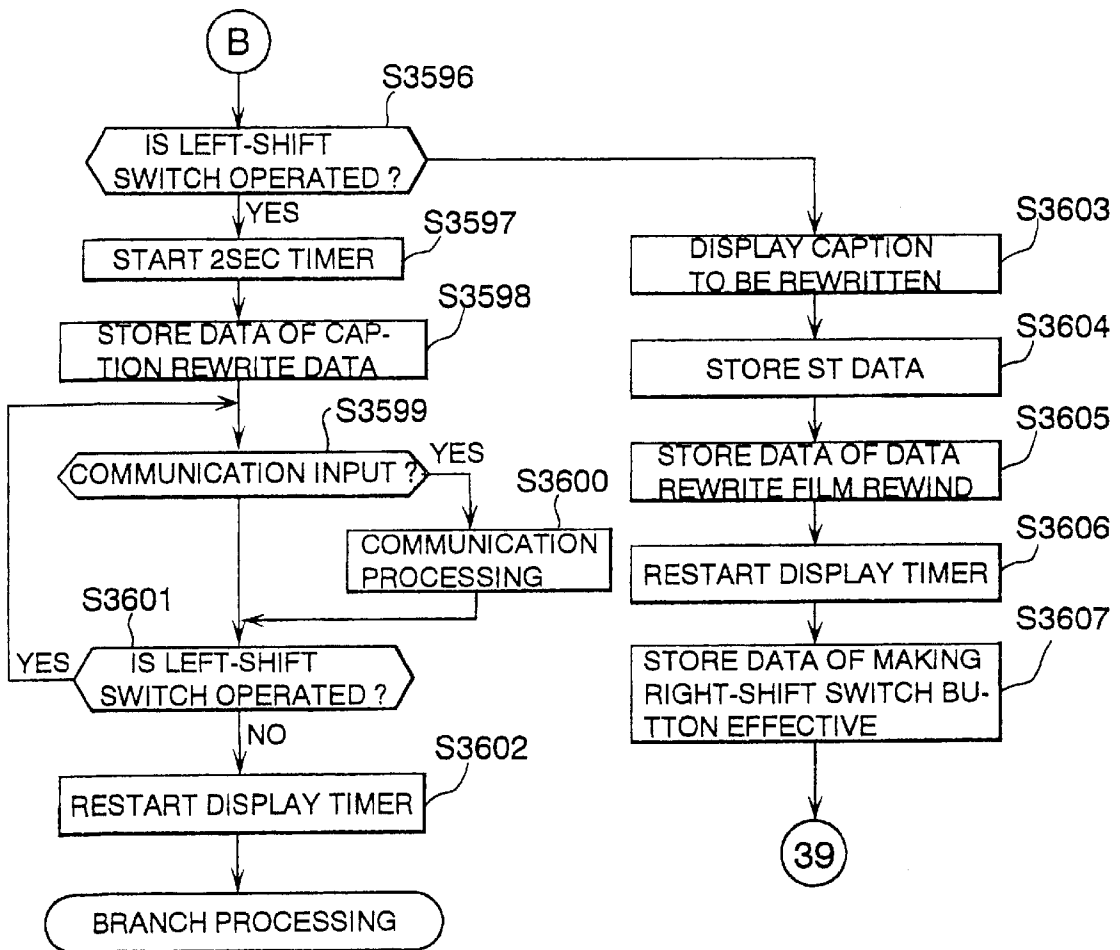 B
S3596
IS LEFT-SHIFT
SWITCH OPERATED ?
YES
S3597
START 2SEC TIMER
S3598
STORE DATA OF CAP-
TION REWRITE DATA
S3599
COMMUNICATION INPUT ?
YES
S3600
COMMUNICATION
PROCESSING
S3601
YES
IS LEFT-SHIFT
SWITCH OPERATED ?
NO
S3602
RESTART DISPLAY TIMER
BRANCH PROCESSING
S3603
DISPLAY CAPTION
TO BE REWRITTEN
S3604
STORE ST DATA
S3605
STORE DATA OF DATA
REWRITE FILM REWIND
S3606
RESTART DISPLAY TIMER
S3607
STORE DATA OF MAKING
RIGHT-SHIFT SWITCH BU-
TTON EFFECTIVE
39